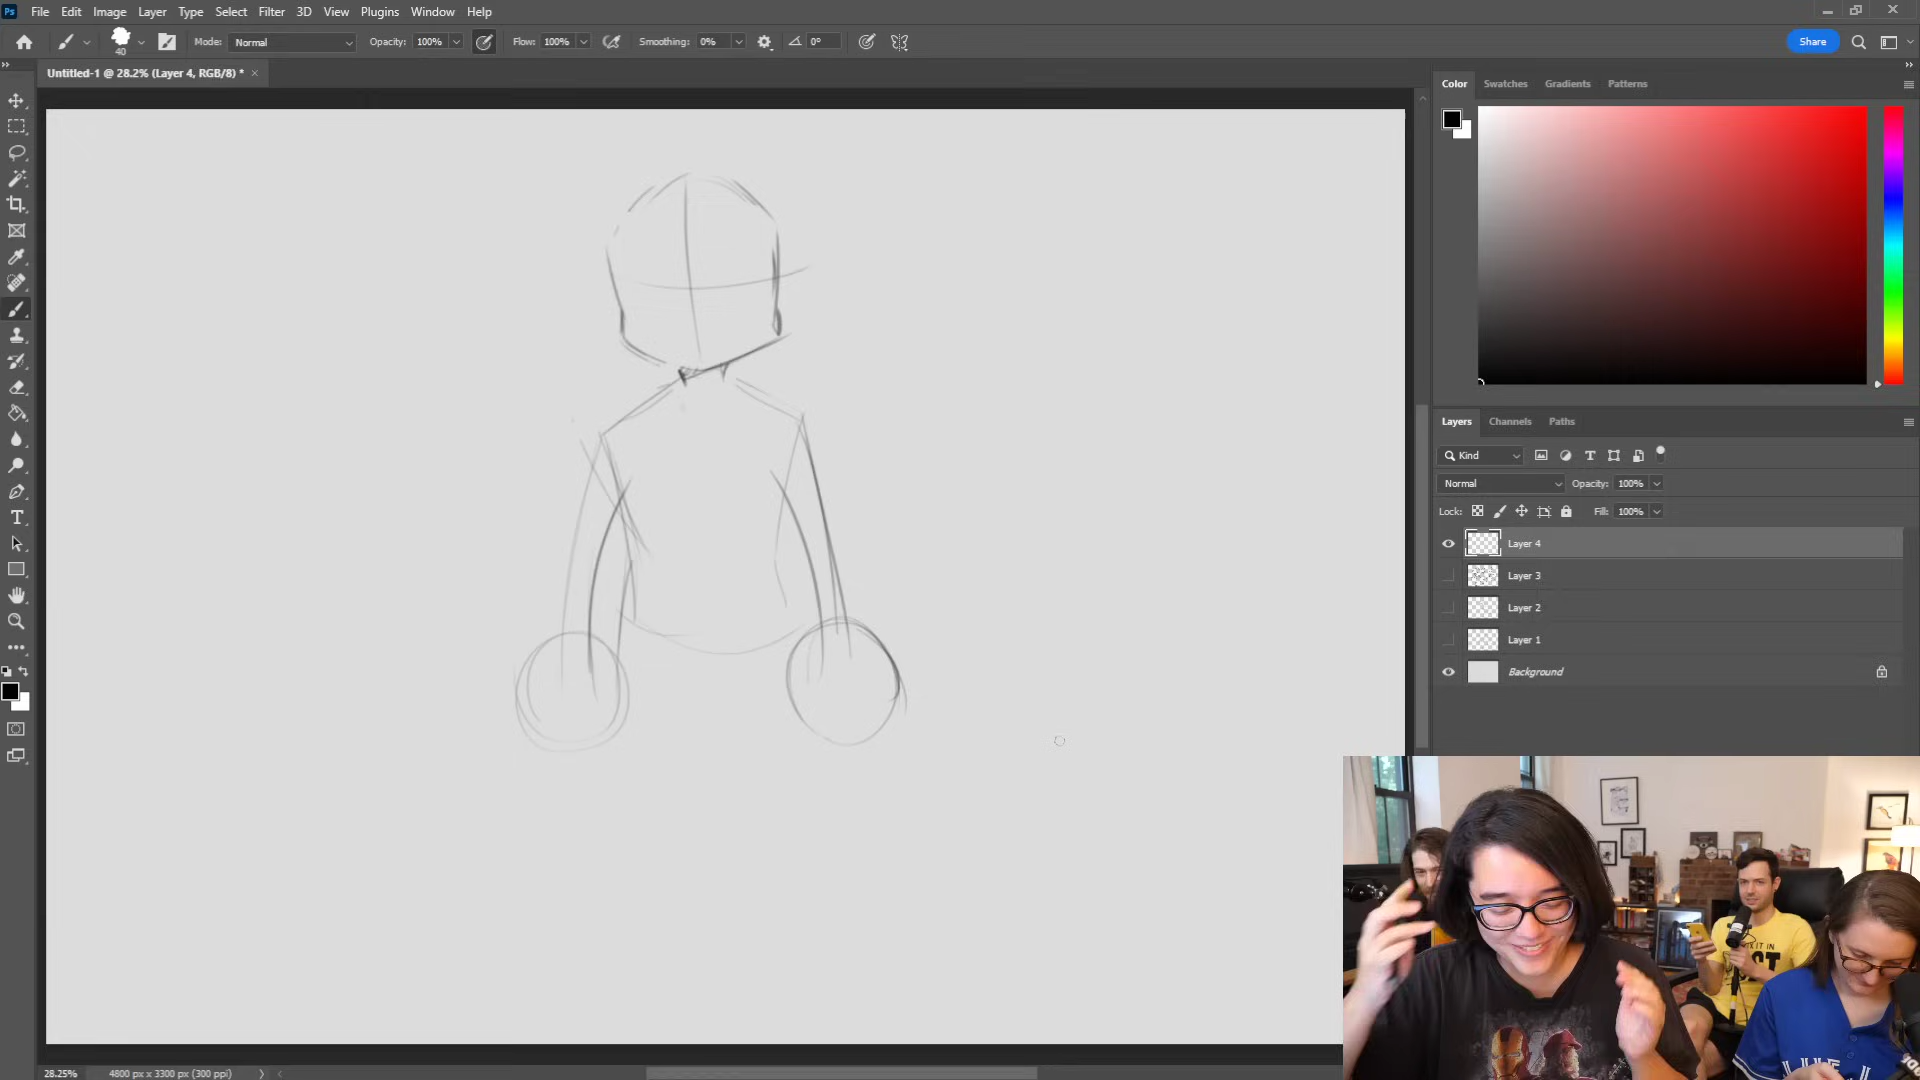 Ps File Edit Image Layer Type Select Filter 3D View Plugins Window Help
40 Mode: Normal Opacity: 100% Flow: 100% Smoothing: 0% 0° Share
Untitled-1 @ 28.2% (Layer 4, RGB/8) * ×
Color Swatches Gradients Patterns
Layers Channels Paths
Kind
Normal Opacity: 100%
Lock: Fill: 100%
Layer 4
Layer 3
Layer 2
Layer 1
Background
28.25% 4800 px x 3300 px (300 ppi)